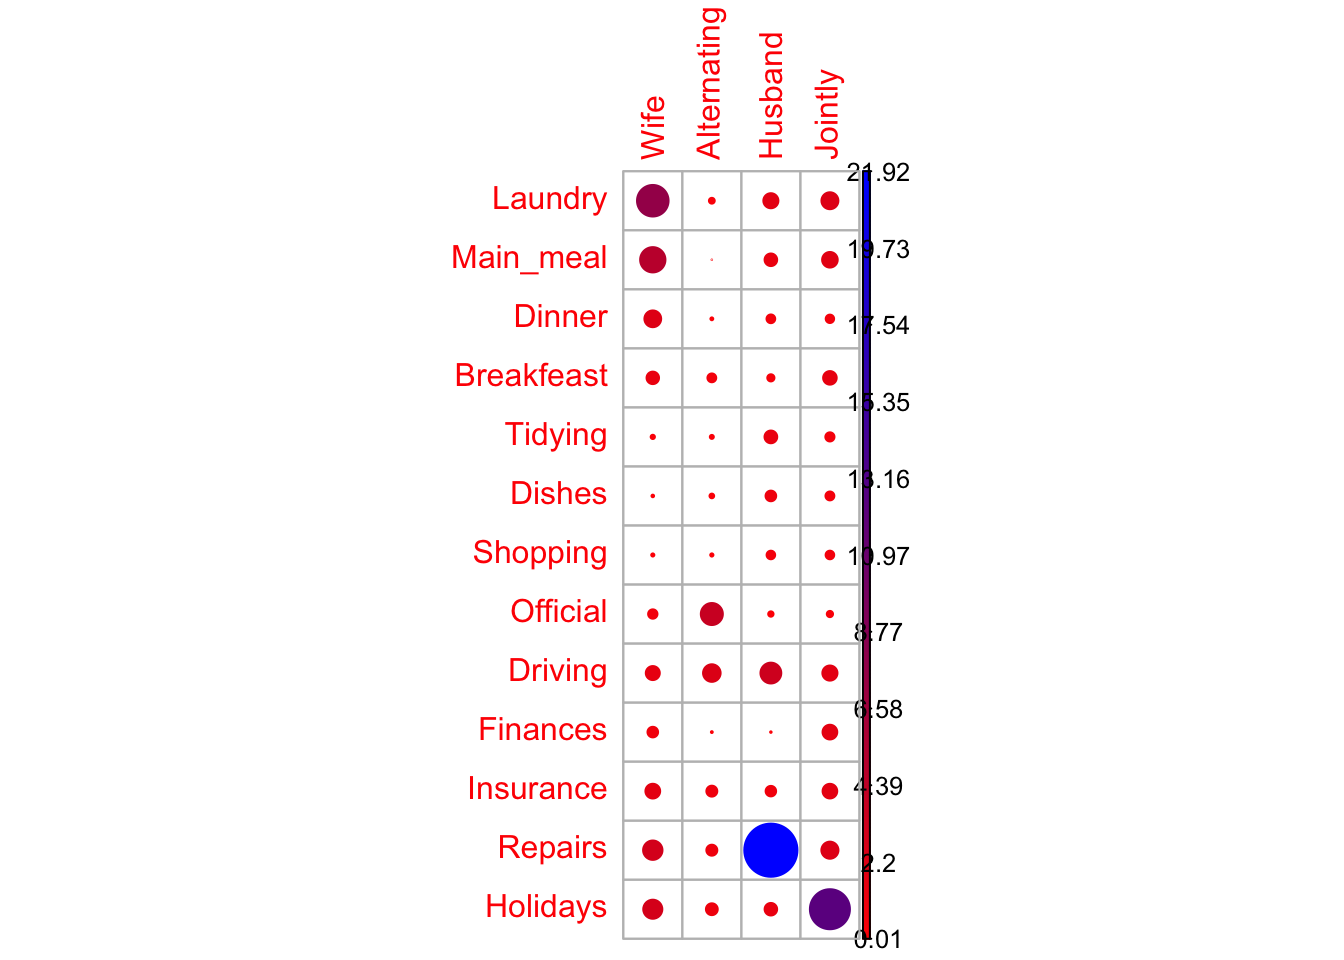 Wife
Alternating
Husband
Jointly
Laundry
Main_meal
Dinner
Breakfeast
Tidying
Dishes
Shopping
Official
Driving
Finances
Insurance
Repairs
Holidays
21.92
19.73
17.54
15.35
13.16
10.97
8.77
6.58
4.39
2.2
0.01